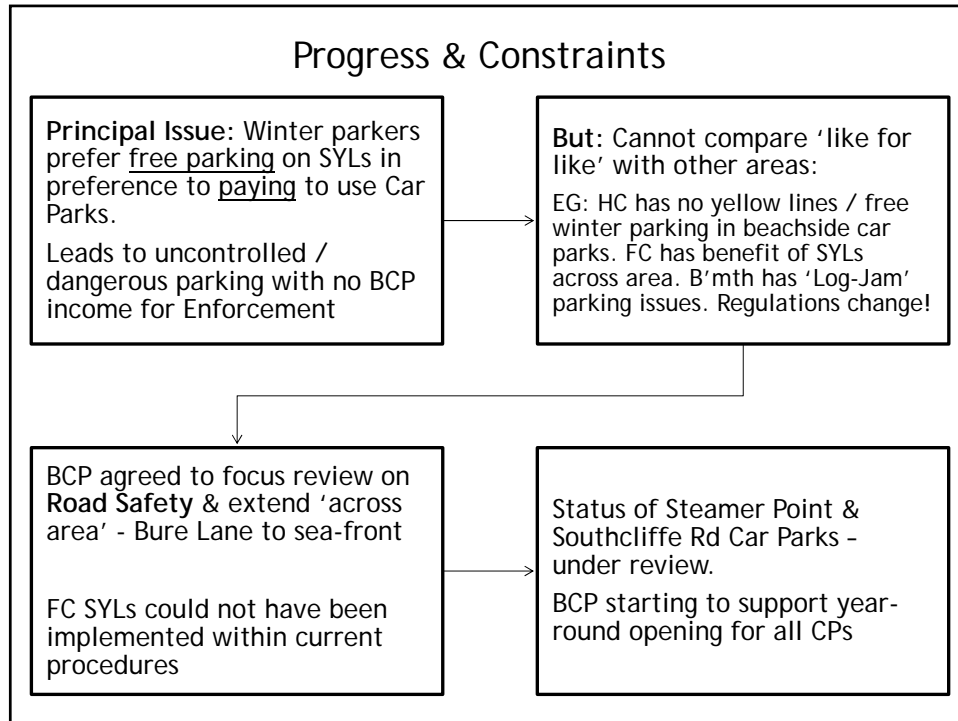 Progress & Constraints
Principal Issue: Winter parkers
prefer free parking on SYLs in
preference to paying to use Car
Parks.
Leads to uncontrolled /
dangerous parking with no BCP
income for Enforcement
But: Cannot compare ‘like for
like’ with other areas:
EG: HC has no yellow lines / free
winter parking in beachside car
parks. FC has benefit of SYLs
across area. B’mth has ‘Log-Jam’
parking issues. Regulations change!
BCP agreed to focus review on
Road Safety & extend ‘across
area’ - Bure Lane to sea-front
FC SYLs could not have been
implemented within current
procedures
Status of Steamer Point &
Southcliffe Rd Car Parks –
under review.
BCP starting to support year-
round opening for all CPs